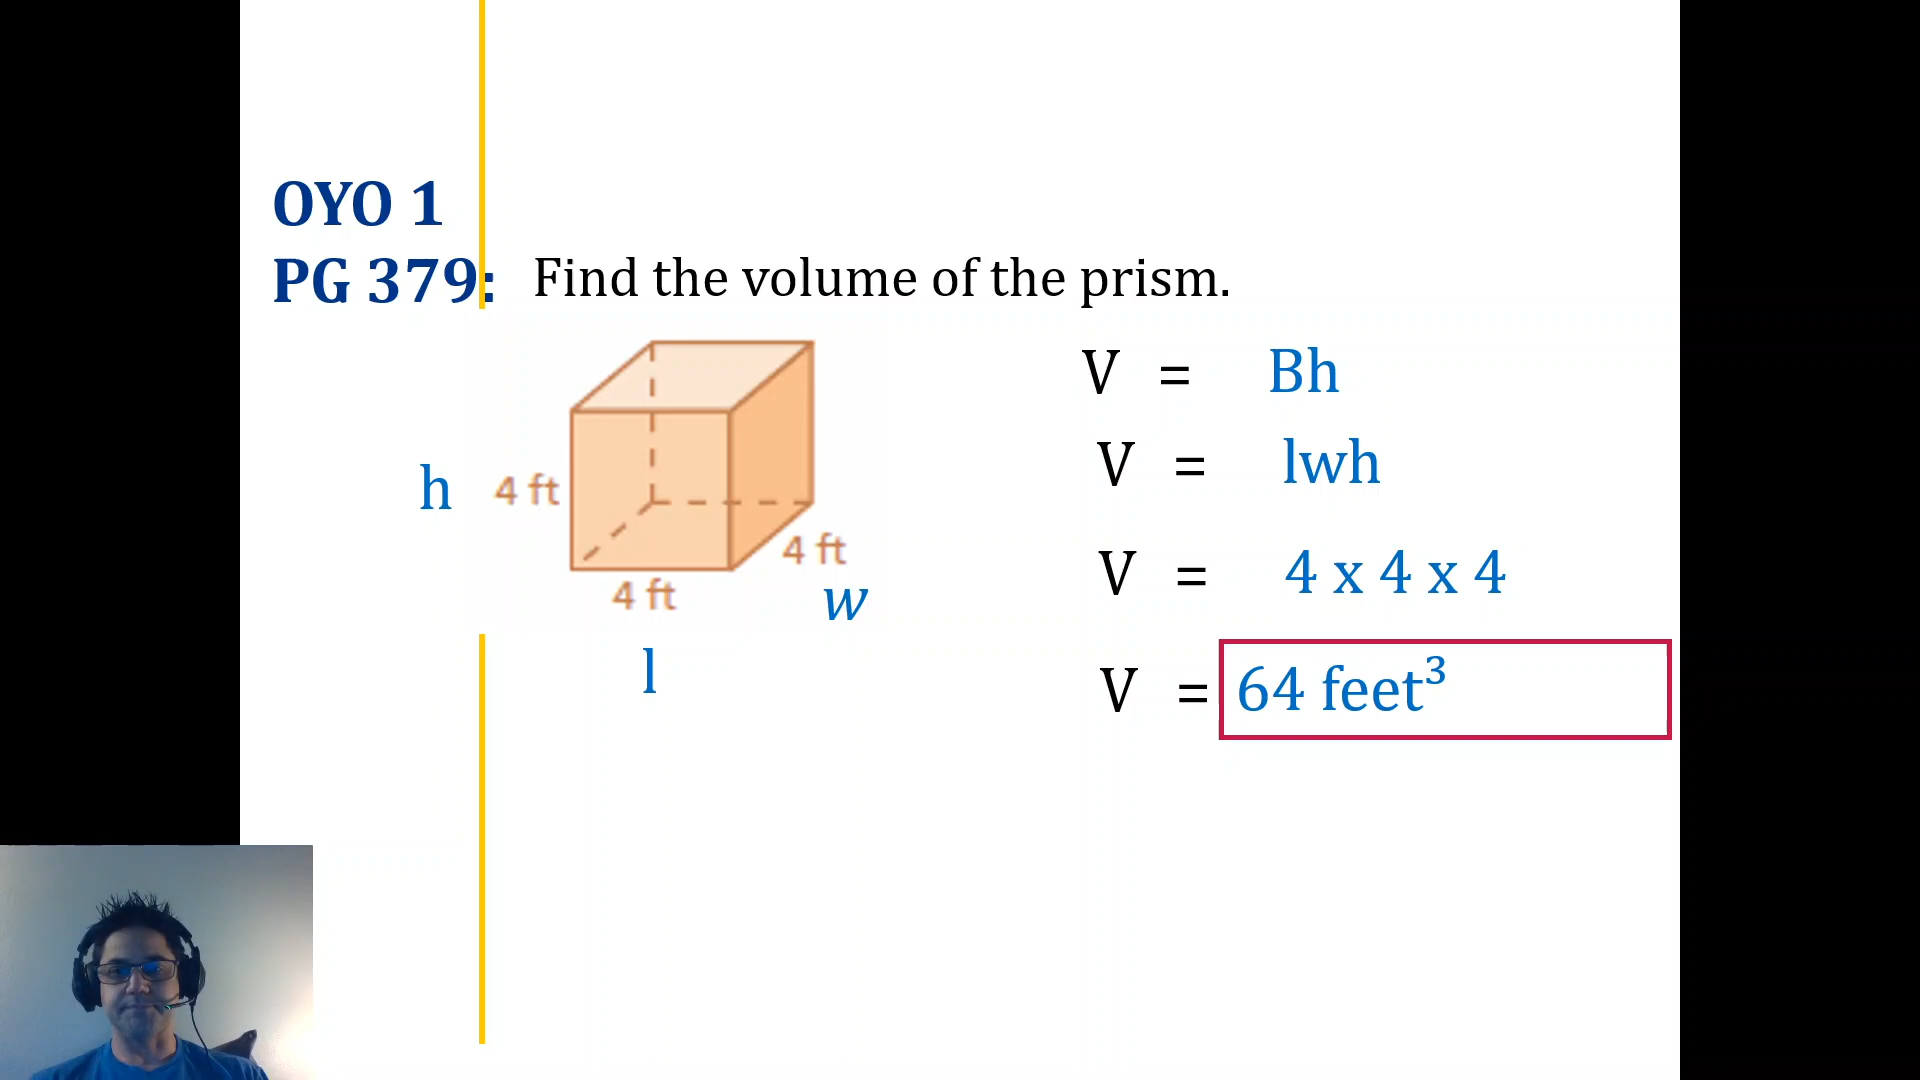 OYO 1
PG 379:
Find the volume of the prism.
V = Bh
V = lwh
h
4 ft
4 ft
4 ft
w
l
V = 4 x 4 x 4
V = 64 feet³